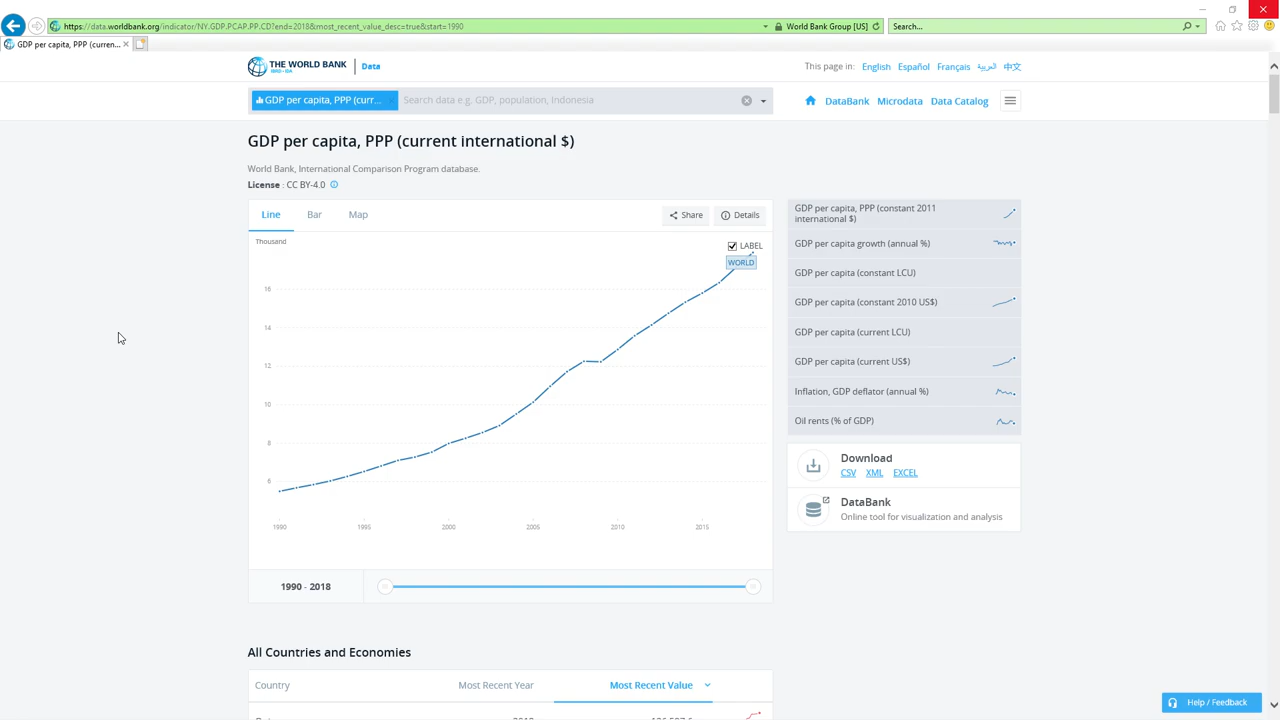 https://data.worldbank.org/indicator/NY.GDP.PCAP.PP.CD?end=2018&most_recent_value_desc=true&start=1990
World Bank Group [US]
Search...
GDP per capita, PPP (curren...
THE WORLD BANK
IBRD • IDA
Data
This page in: English Español Français العربية 中文
GDP per capita, PPP (curr...
Search data e.g. GDP, population, Indonesia
DataBank Microdata Data Catalog
GDP per capita, PPP (current international $)
World Bank, International Comparison Program database.
License : CC BY-4.0
Line Bar Map
Share Details
Thousand
LABEL
WORLD
16
14
12
10
8
6
1990 1995 2000 2005 2010 2015
1990 - 2018
GDP per capita, PPP (constant 2011
international $)
GDP per capita growth (annual %)
GDP per capita (constant LCU)
GDP per capita (constant 2010 US$)
GDP per capita (current LCU)
GDP per capita (current US$)
Inflation, GDP deflator (annual %)
Oil rents (% of GDP)
Download
CSV XML EXCEL
DataBank
Online tool for visualization and analysis
All Countries and Economies
Country Most Recent Year Most Recent Value
Help / Feedback